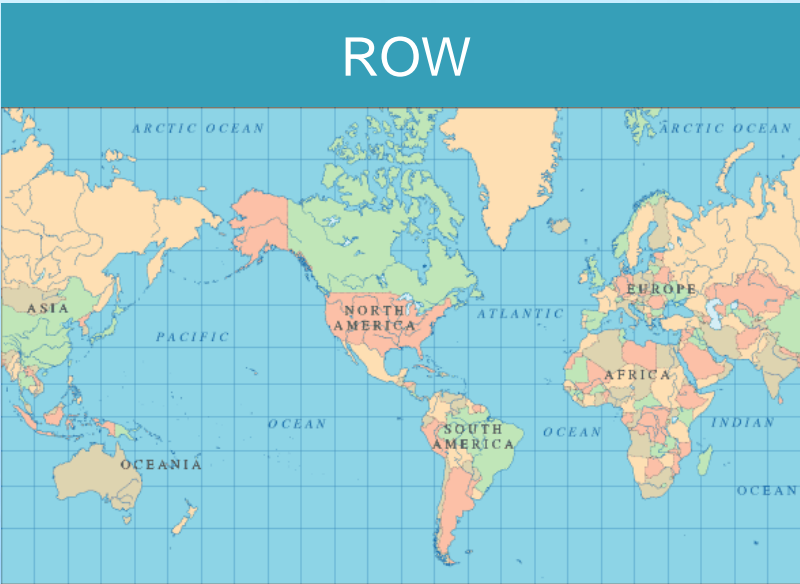 ROW
ARCTIC OCEAN
ARCTIC OCEAN
ASIA
EUROPE
NORTH
AMERICA
ATLANTIC
PACIFIC
AFRICA
OCEAN
SOUTH
AMERICA
OCEAN
INDIAN
OCEANIA
OCEAN